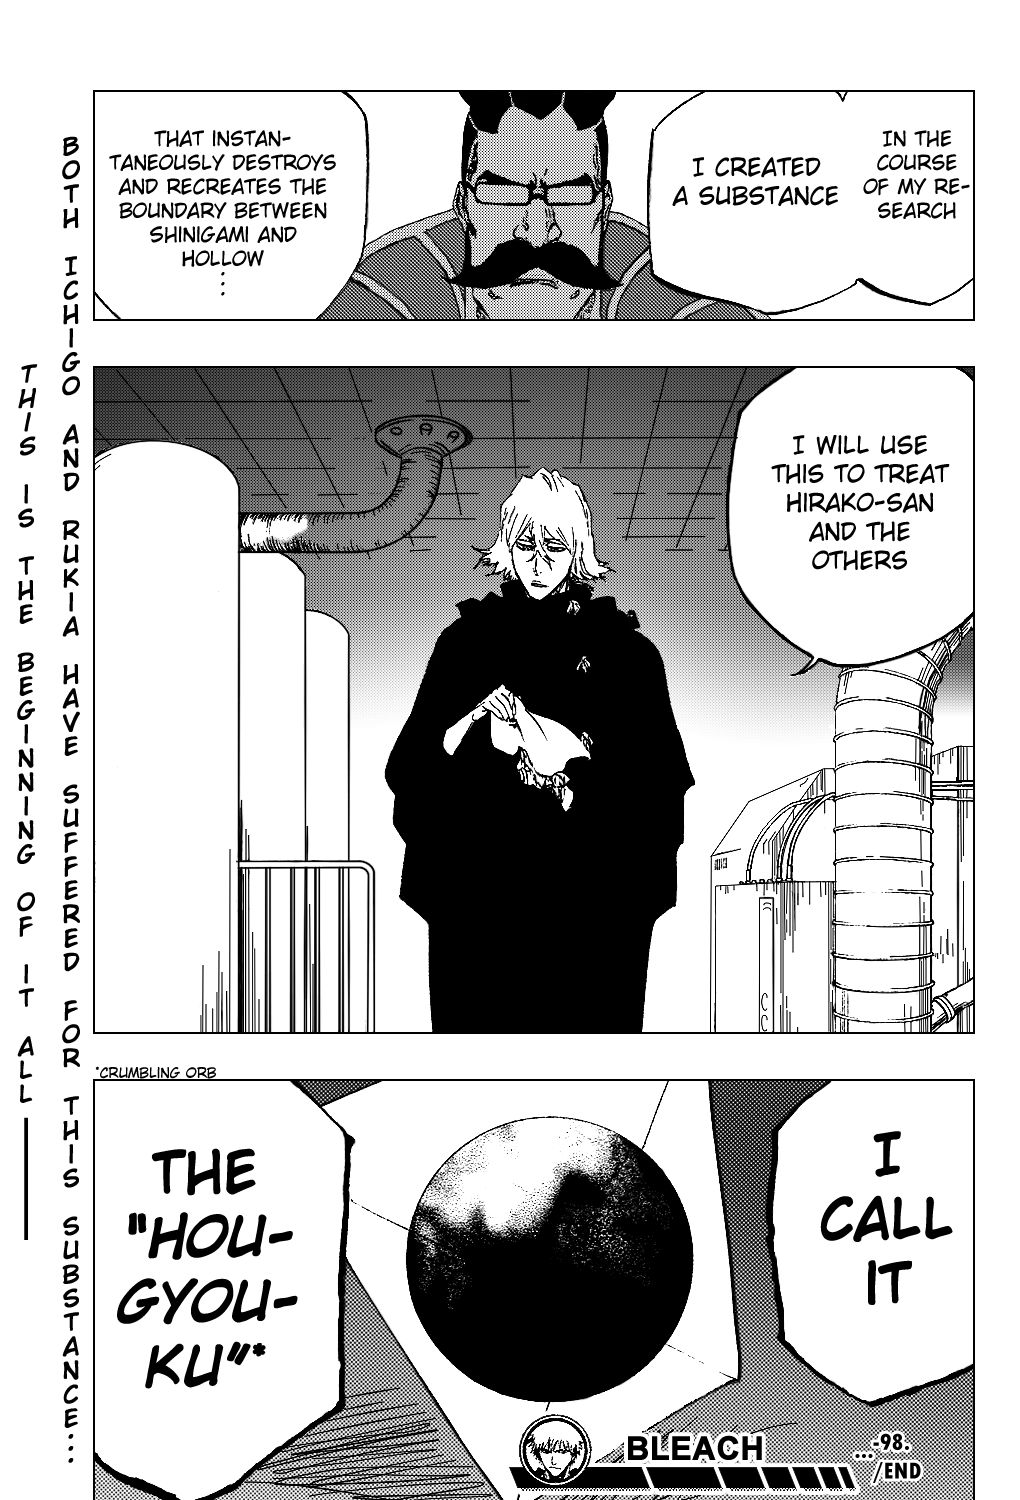 IN THE
COURSE
OF MY RE-
SEARCH
I CREATED
A SUBSTANCE
THAT INSTAN-
TANEOUSLY DESTROYS
AND RECREATES THE
BOUNDARY BETWEEN
SHINIGAMI AND
HOLLOW
...
I WILL USE
THIS TO TREAT
HIRAKO-SAN
AND THE
OTHERS
*CRUMBLING ORB
I
CALL
IT
THE
"HOU-
GYOU-
KU"*
BOTH ICHIGO AND RUKIA HAVE SUFFERED FOR THIS SUBSTANCE...
THIS IS THE BEGINNING OF IT ALL——
BLEACH
...-98.
/END